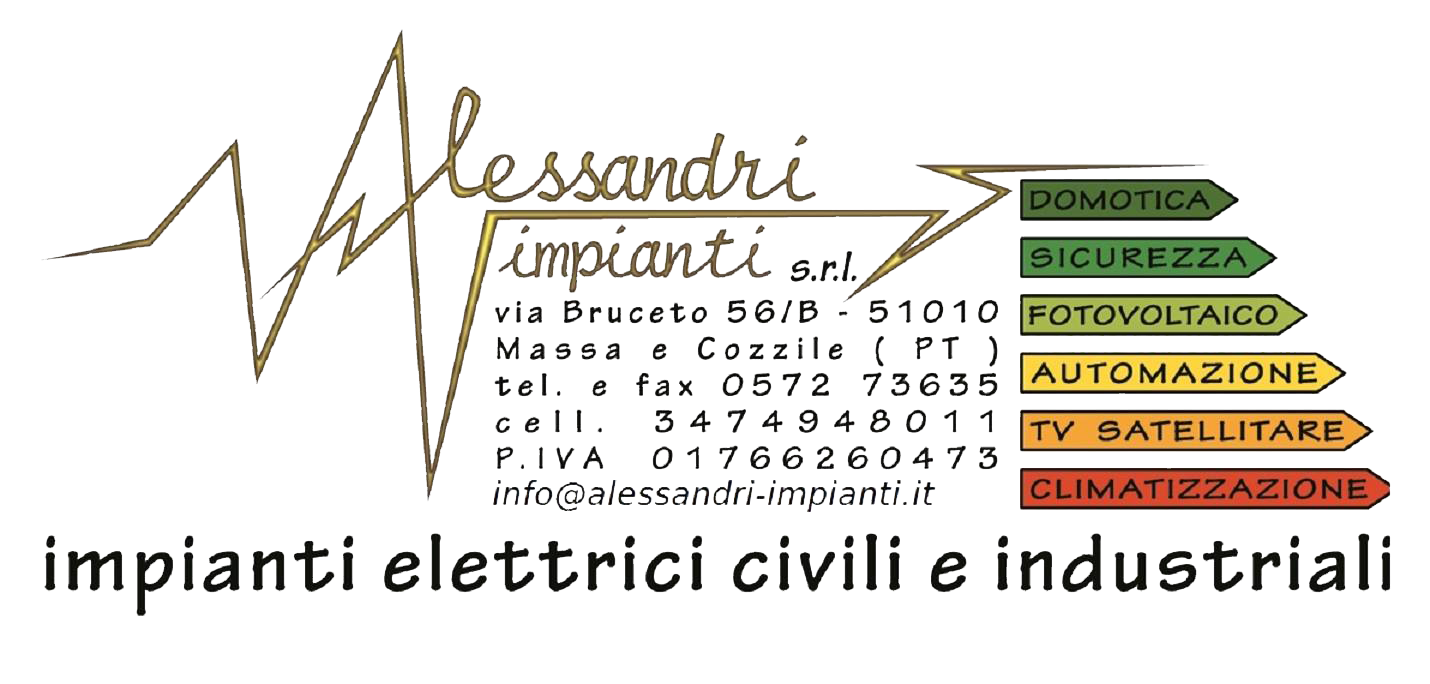 Alessandri
impianti s.r.l.
via Bruceto 56/B - 51010
Massa e Cozzile ( PT )
tel. e fax 0572 73635
cell. 3474948011
P.IVA 01766260473
info@alessandri-impianti.it
DOMOTICA
SICUREZZA
FOTOVOLTAICO
AUTOMAZIONE
TV SATELLITARE
CLIMATIZZAZIONE
impianti elettrici civili e industriali